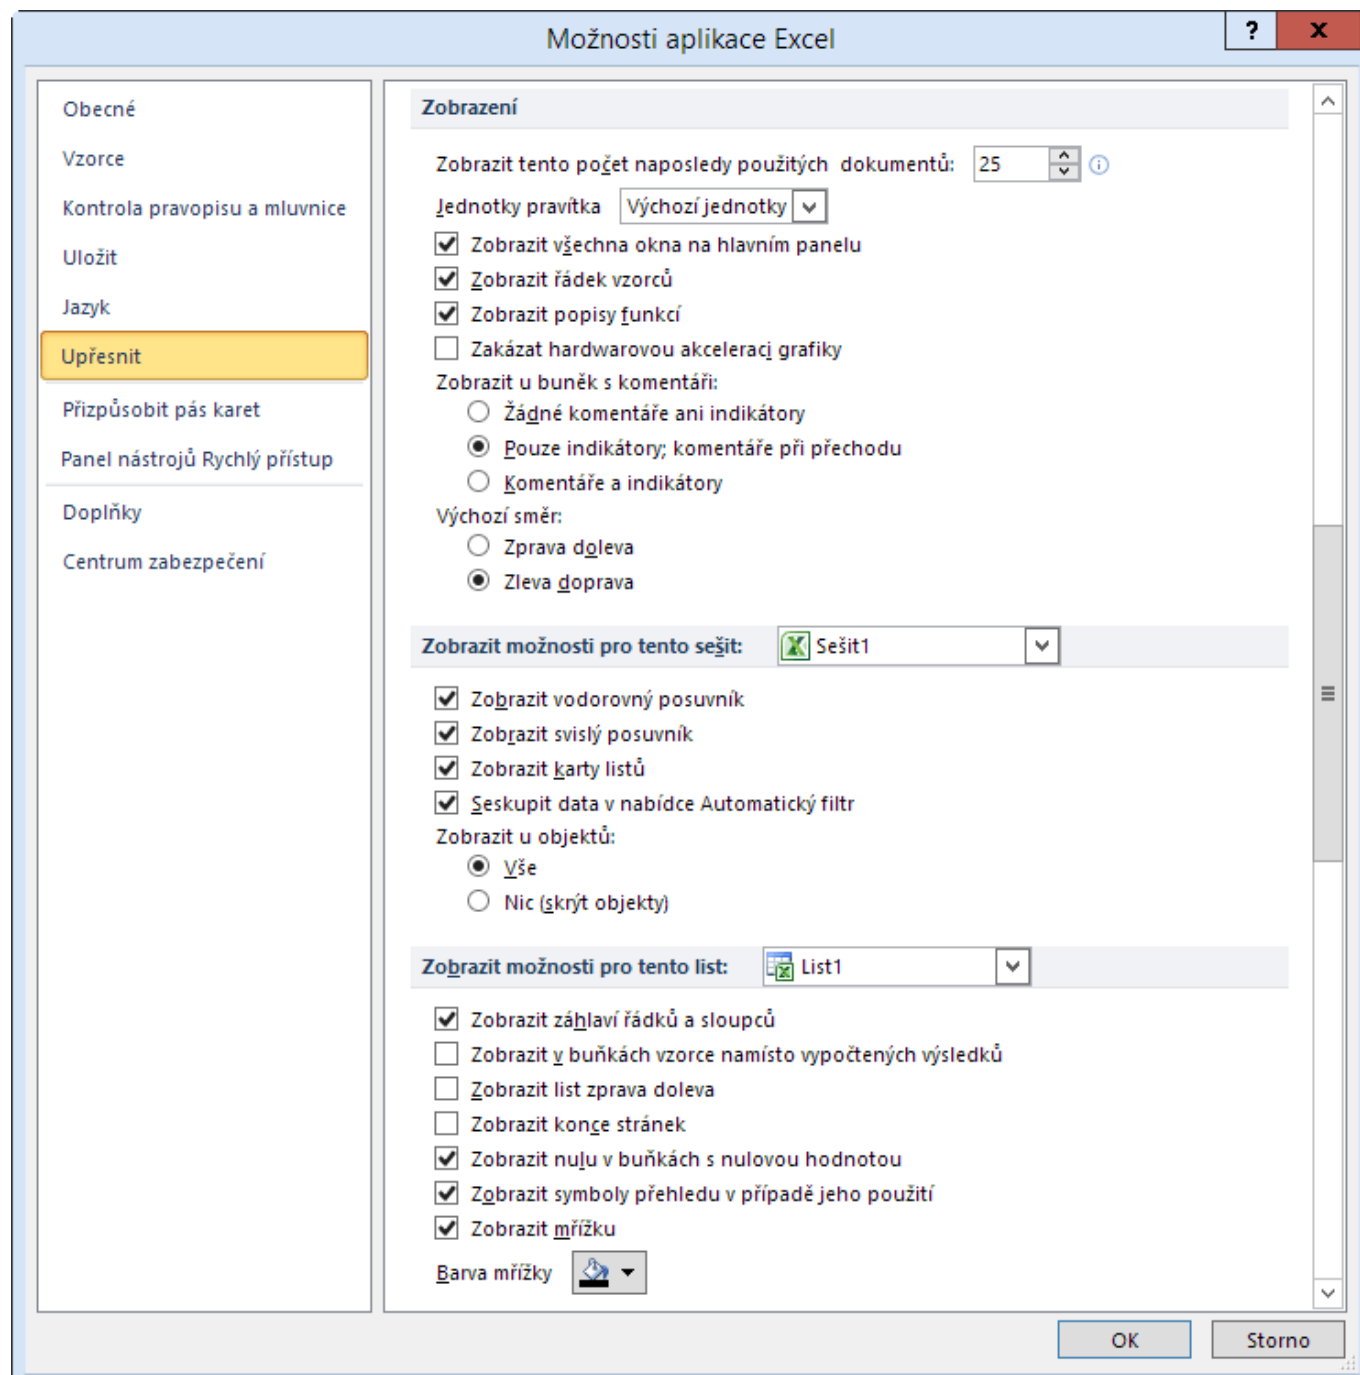 Možnosti aplikace Excel
?
x
Obecné
Vzorce
Kontrola pravopisu a mluvnice
Uložit
Jazyk
Upřesnit
Přizpůsobit pás karet
Panel nástrojů Rychlý přístup
Doplňky
Centrum zabezpečení
Zobrazení
Zobrazit tento počet naposledy použitých dokumentů: 25
Jednotky pravítka Výchozí jednotky
Zobrazit všechna okna na hlavním panelu
Zobrazit řádek vzorců
Zobrazit popisy funkcí
Zakázat hardwarovou akceleraci grafiky
Zobrazit u buněk s komentáři:
Žádné komentáře ani indikátory
Pouze indikátory; komentáře při přechodu
Komentáře a indikátory
Výchozí směr:
Zprava doleva
Zleva doprava
Zobrazit možnosti pro tento sešit: Sešit1
Zobrazit vodorovný posuvník
Zobrazit svislý posuvník
Zobrazit karty listů
Seskupit data v nabídce Automatický filtr
Zobrazit u objektů:
Vše
Nic (skrýt objekty)
Zobrazit možnosti pro tento list: List1
Zobrazit záhlaví řádků a sloupců
Zobrazit v buňkách vzorce namísto vypočtených výsledků
Zobrazit list zprava doleva
Zobrazit konce stránek
Zobrazit nulu v buňkách s nulovou hodnotou
Zobrazit symboly přehledu v případě jeho použití
Zobrazit mřížku
Barva mřížky
OK
Storno